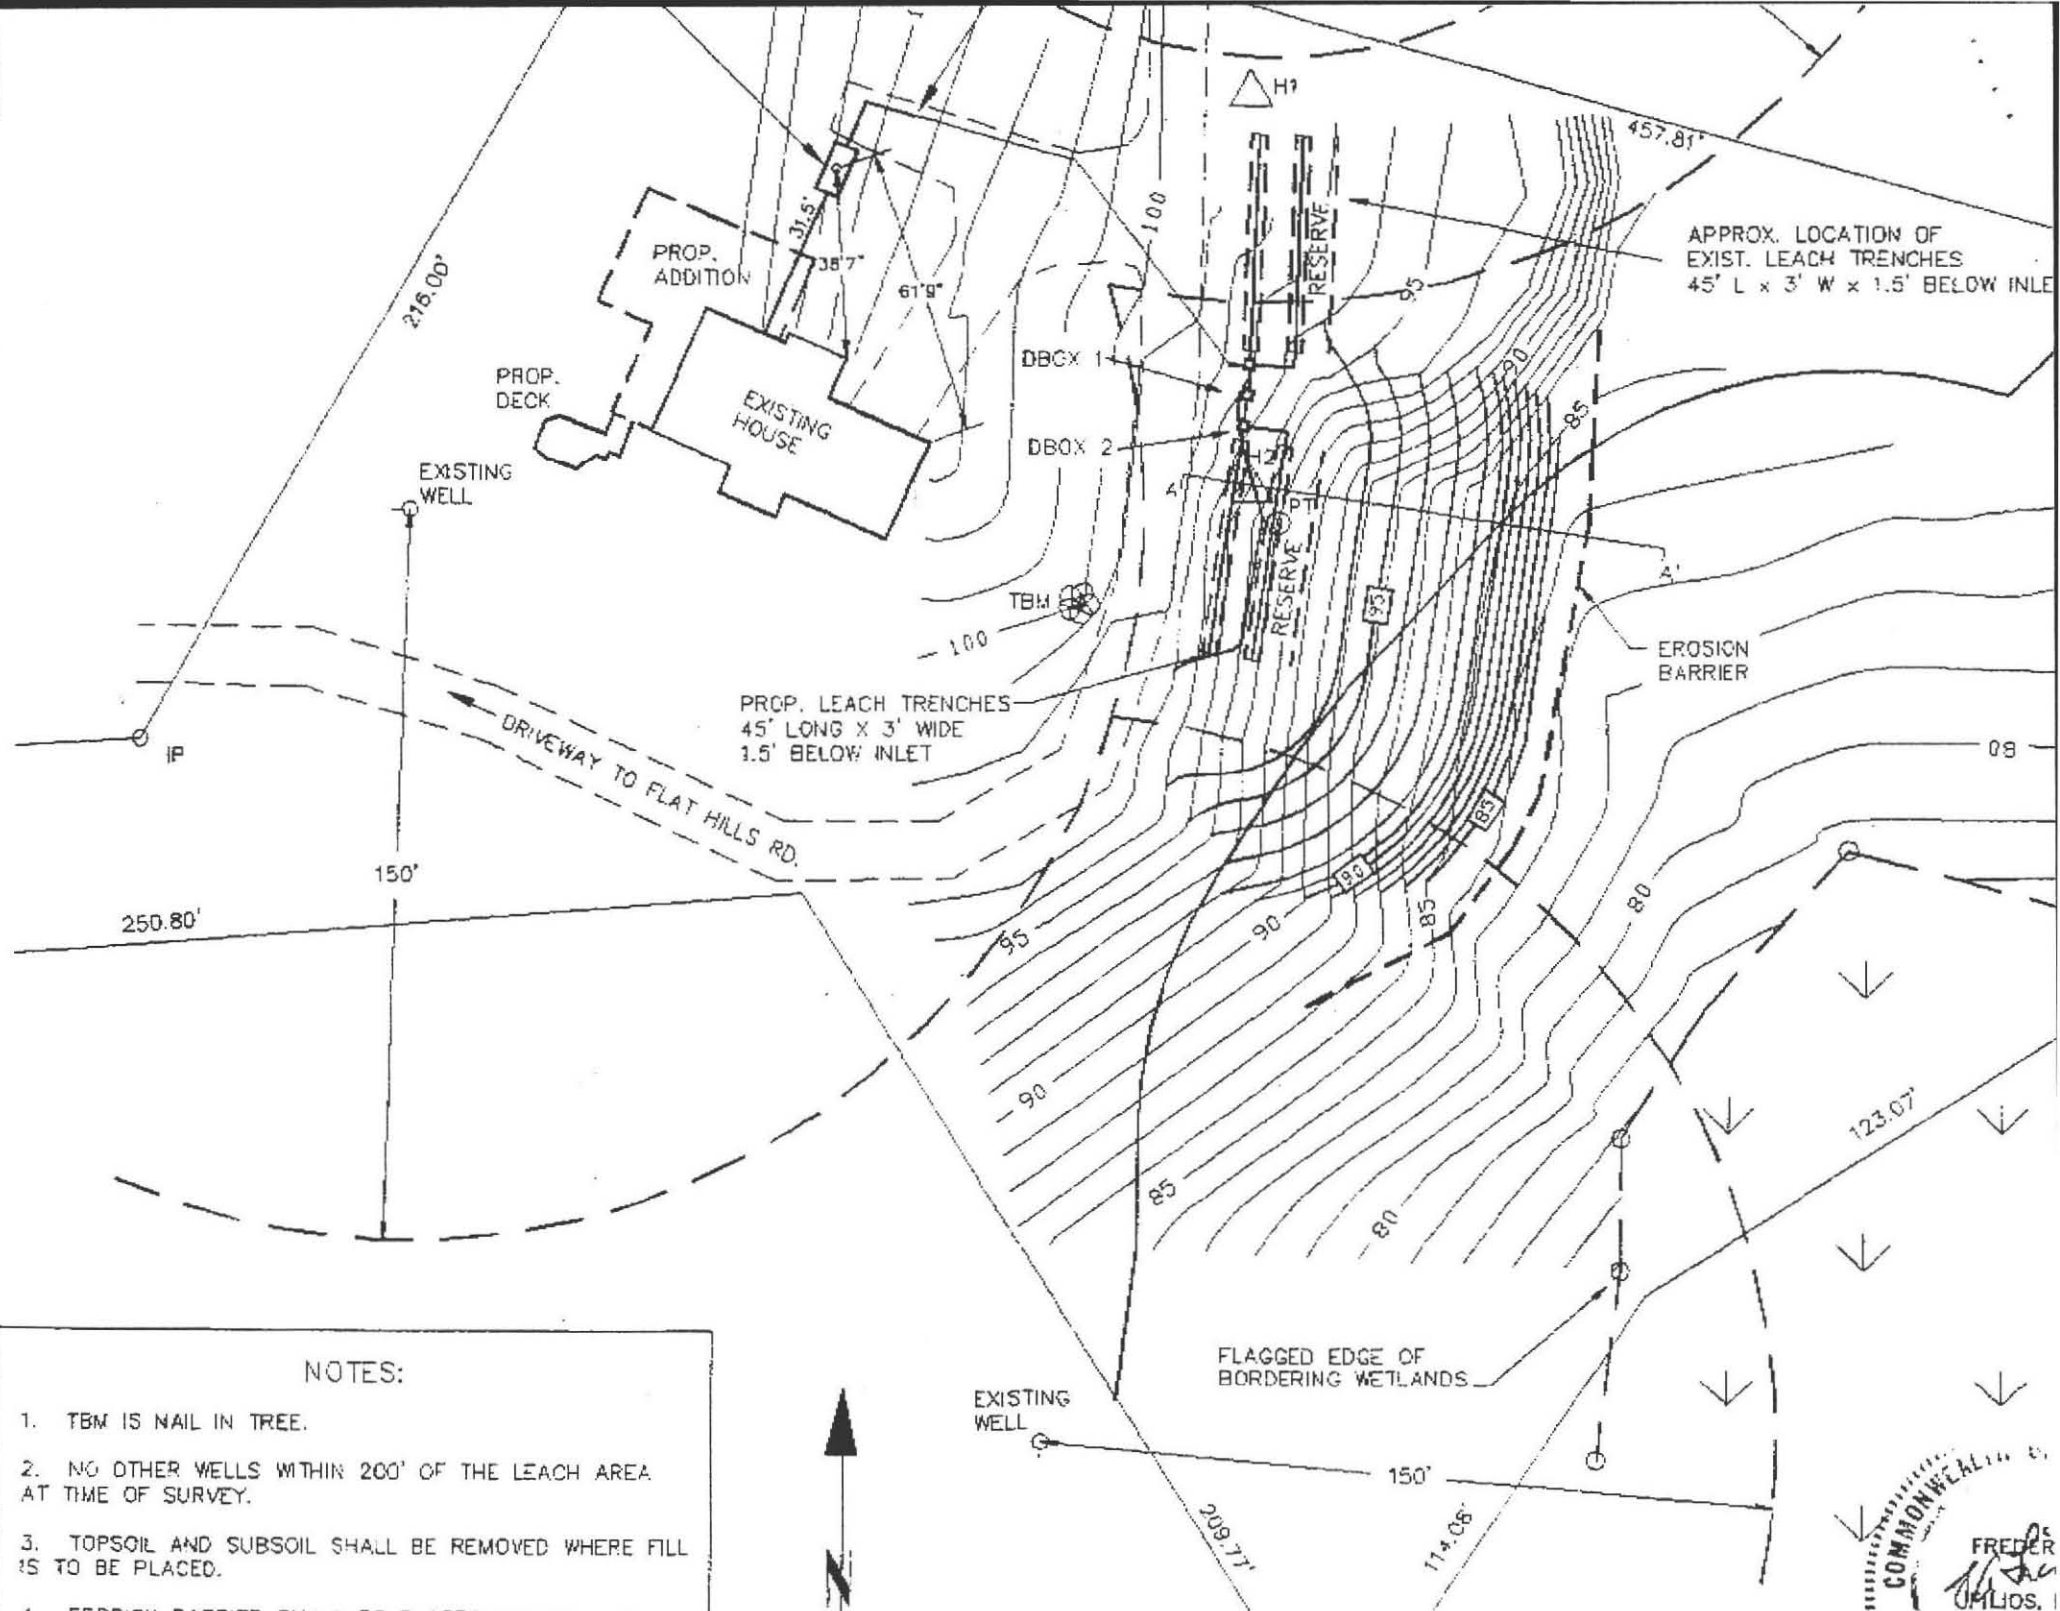 H1
457.81'
100
RESERVE
APPROX. LOCATION OF
EXIST. LEACH TRENCHES
45' L x 3' W x 1.5' BELOW INLE
216.00'
31.5'
PROP.
ADDITION
38'7"
61'9"
95
DBOX 1
90
PROP.
DECK
EXISTING
HOUSE
85
DBOX 2
H2
EXISTING
WELL
A
PT
A'
TBM
RESERVE
95
100
EROSION
BARRIER
PROP. LEACH TRENCHES
45' LONG X 3' WIDE
1.5' BELOW INLET
DRIVEWAY TO FLAT HILLS RD.
IP
80
85
150'
90
250.80'
95
90
85
80
90
123.07'
85
80
NOTES:
FLAGGED EDGE OF
BORDERING WETLANDS
EXISTING
WELL
1. TBM IS NAIL IN TREE.
2. NO OTHER WELLS WITHIN 200' OF THE LEACH AREA
AT TIME OF SURVEY.
150'
3. TOPSOIL AND SUBSOIL SHALL BE REMOVED WHERE FILL
IS TO BE PLACED.
N
209.77'
114.06'
COMMONWEALTH
FREDER